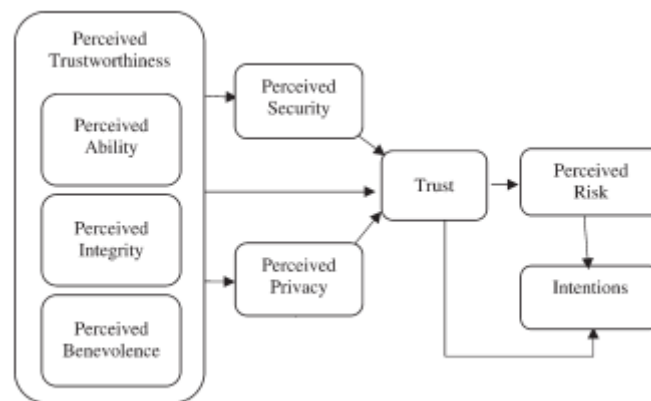 Perceived
Trustworthiness
Perceived
Ability
Perceived
Integrity
Perceived
Benevolence
Perceived
Security
Perceived
Privacy
Trust
Perceived
Risk
Intentions